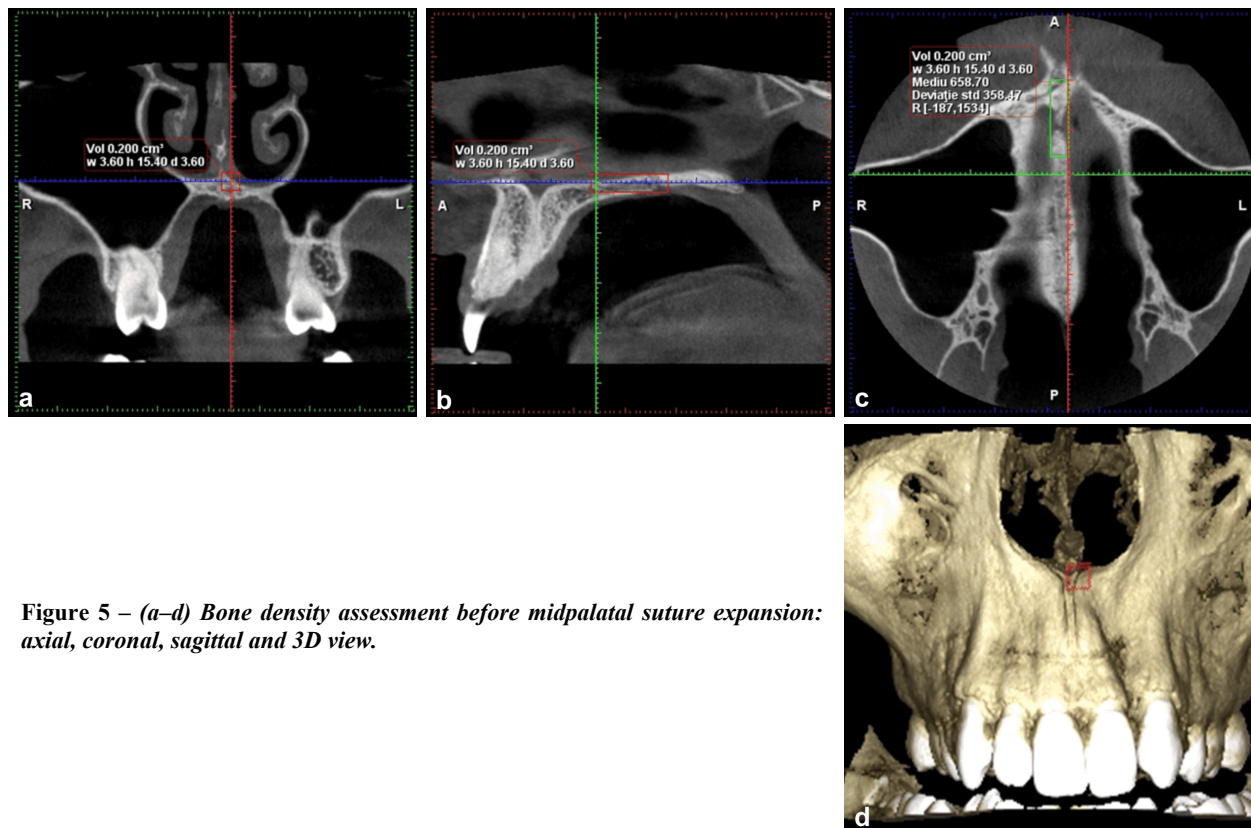 Vol 0.200 cm³
w 3.60 h 15.40 d 3.60
R
L
a
Vol 0.200 cm³
w 3.60 h 15.40 d 3.60
A
P
b
A
Vol 0.200 cm³
w 3.60 h 15.40 d 3.60
Mediu 658.70
Deviație std 358.47
R [-187,1534]
R
L
P
c
Figure 5 – (a–d) Bone density assessment before midpalatal suture expansion:
axial, coronal, sagittal and 3D view.
d